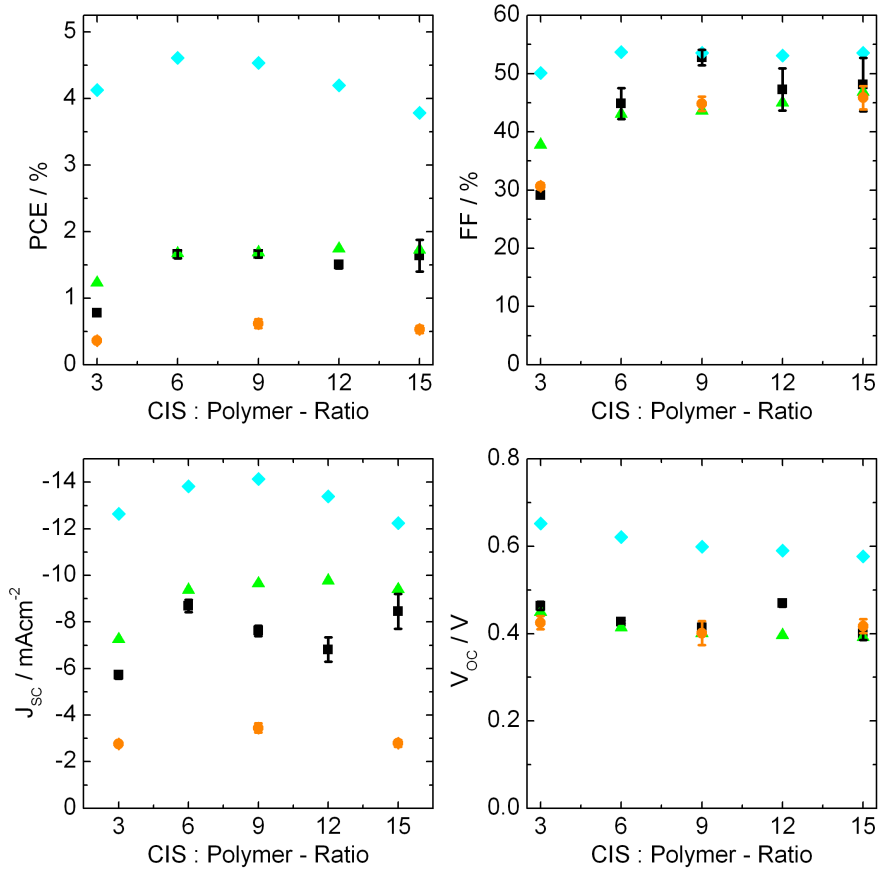 PCE / %
5
4
3
2
1
0
3 6 9 12 15
CIS : Polymer - Ratio
FF / %
60
50
40
30
20
10
0
3 6 9 12 15
CIS : Polymer - Ratio
J_SC / mAcm⁻²
-14
-12
-10
-8
-6
-4
-2
0
3 6 9 12 15
CIS : Polymer - Ratio
V_OC / V
0.8
0.6
0.4
0.2
0.0
3 6 9 12 15
CIS : Polymer - Ratio